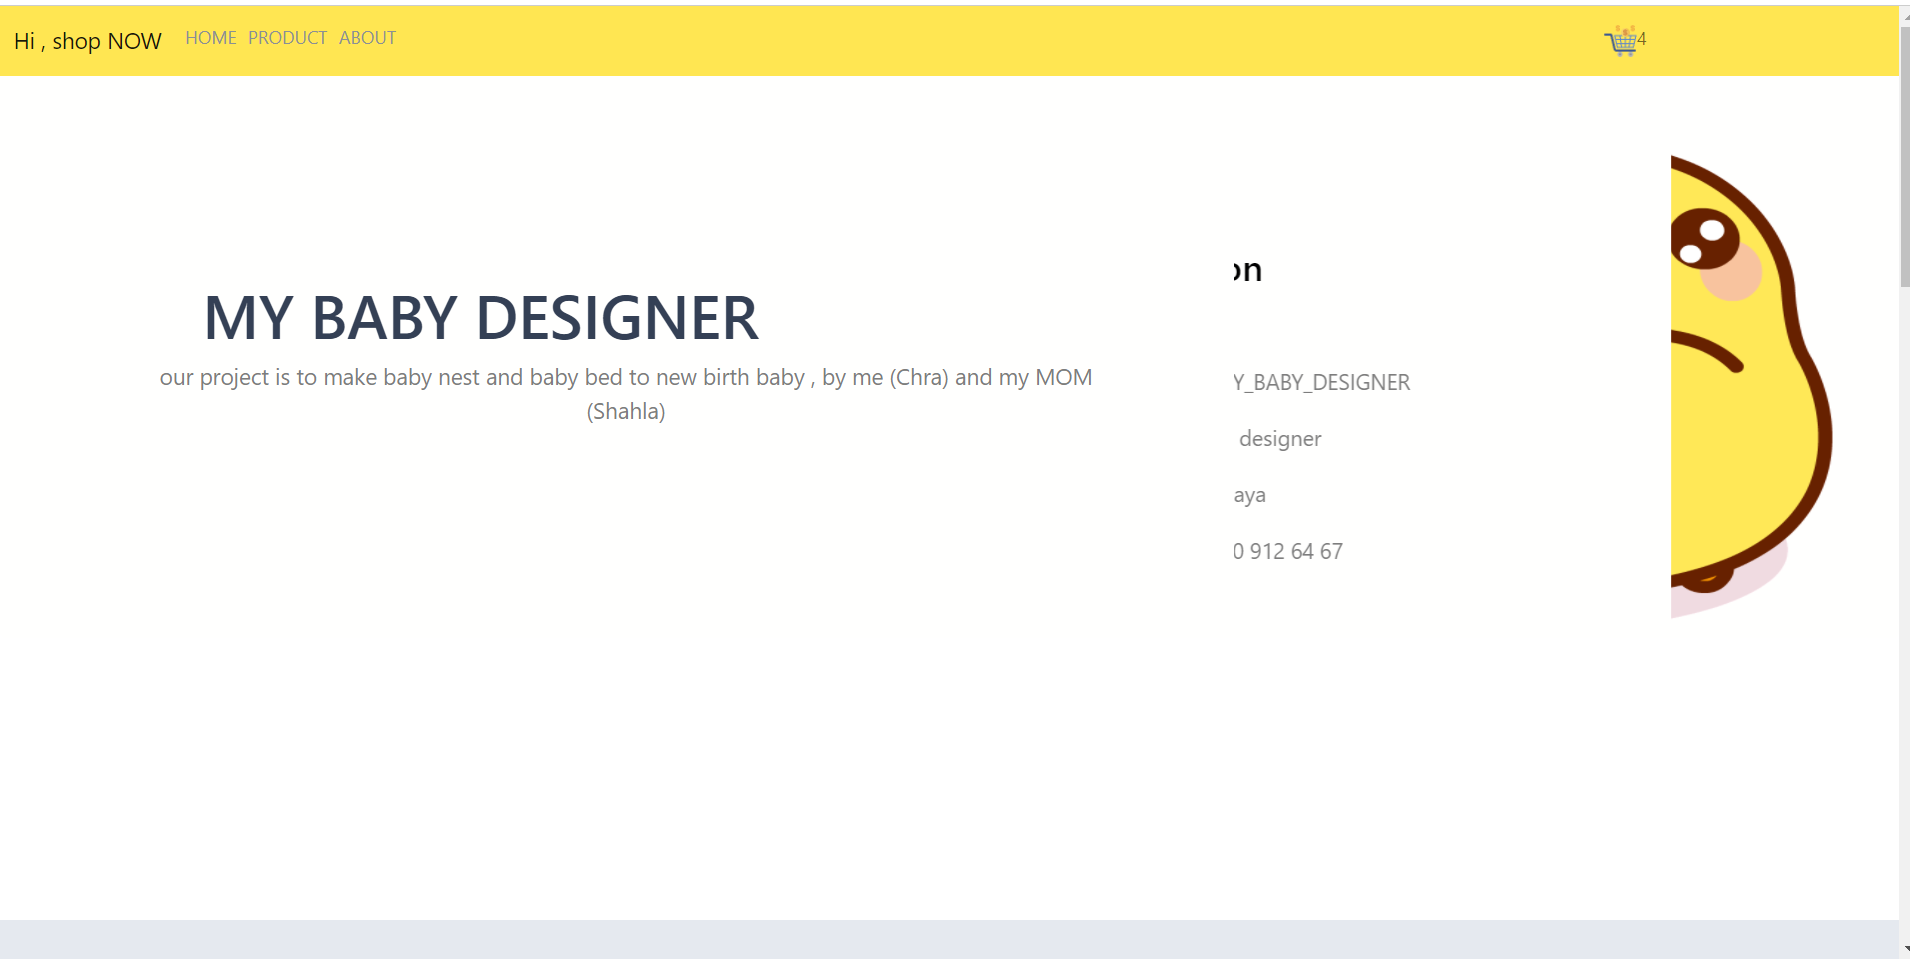 Hi , shop NOW HOME PRODUCT ABOUT 4
MY BABY DESIGNER
our project is to make baby nest and baby bed to new birth baby , by me (Chra) and my MOM
(Shahla)
on
Y_BABY_DESIGNER
designer
aya
0 912 64 67